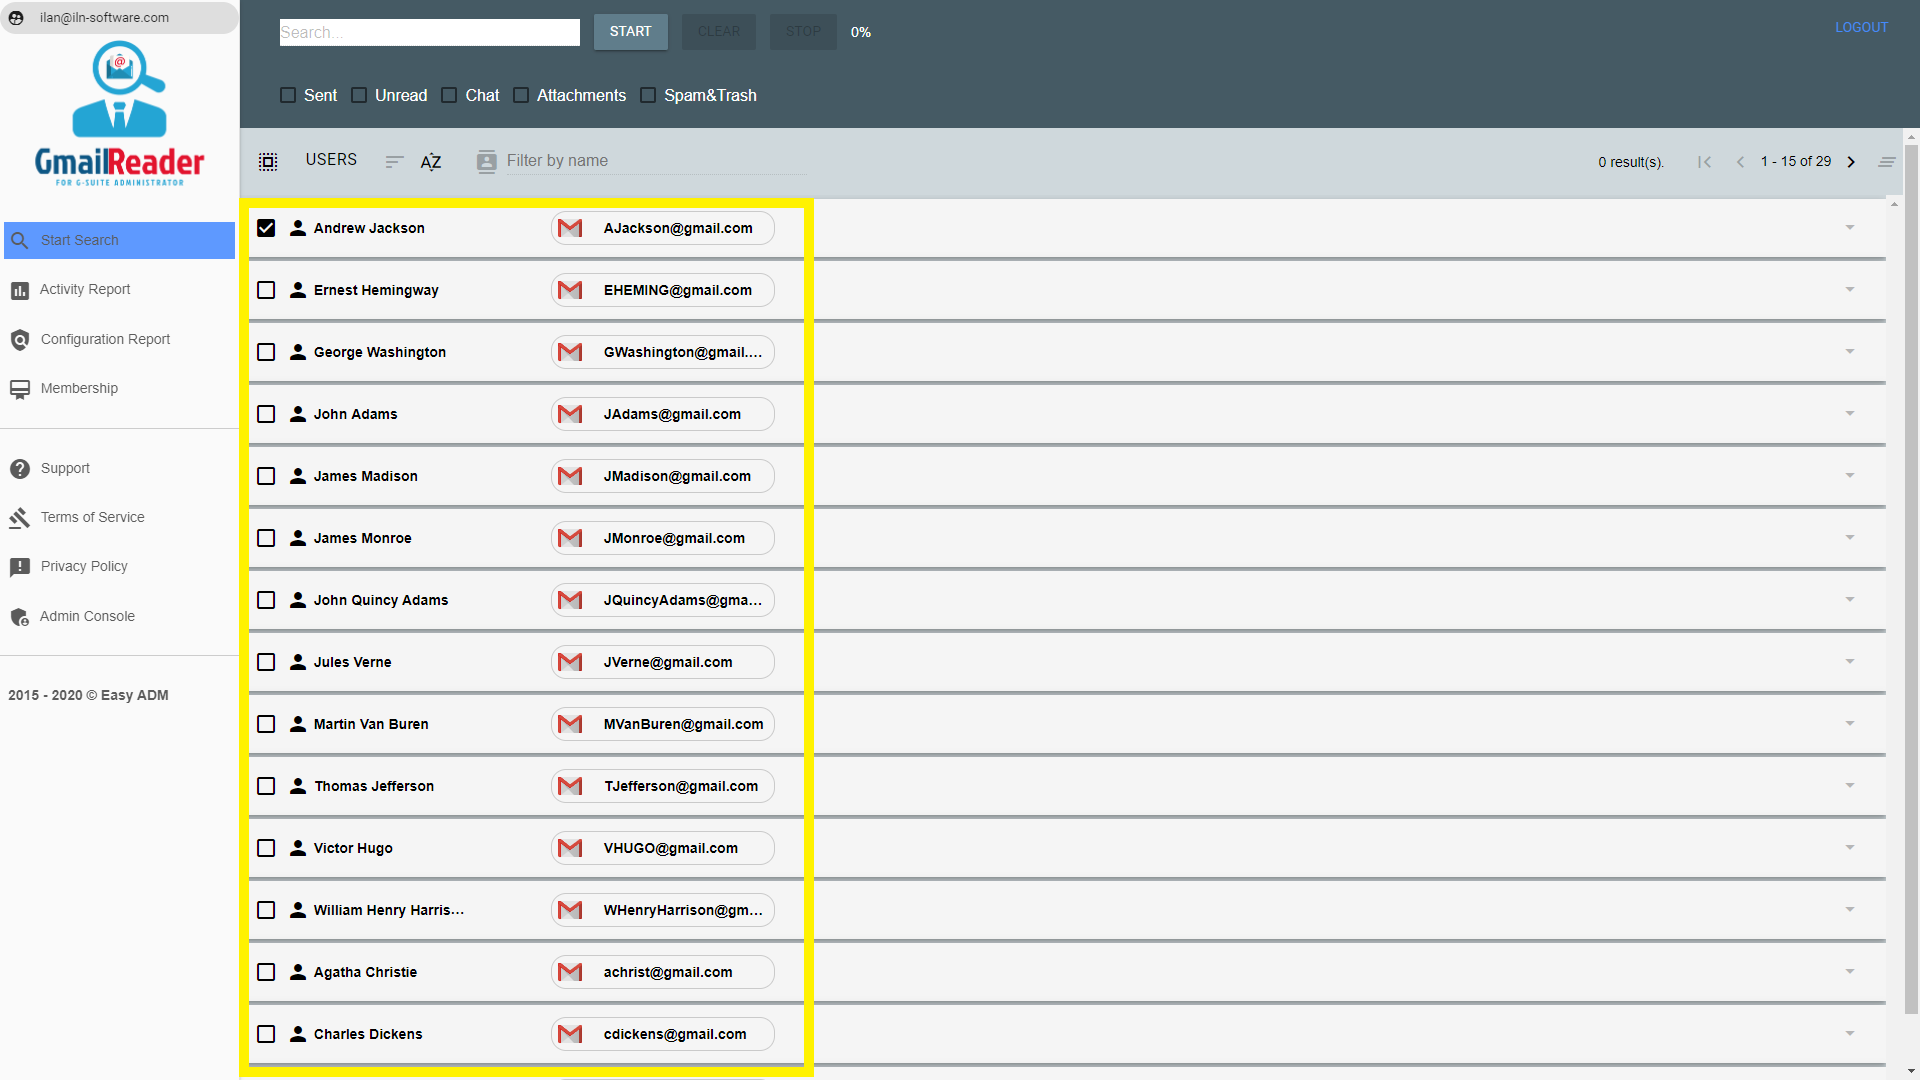 ilan@iln-software.com
@
GmailReader
FOR G-SUITE ADMINISTRATOR
Start Search
Activity Report
Configuration Report
Membership
Support
Terms of Service
Privacy Policy
Admin Console
2015 - 2020 © Easy ADM
Search... START CLEAR STOP 0% LOGOUT
Sent Unread Chat Attachments Spam&Trash
USERS AZ Filter by name 0 result(s). 1 - 15 of 29
Andrew Jackson AJackson@gmail.com
Ernest Hemingway EHEMING@gmail.com
George Washington GWashington@gmail....
John Adams JAdams@gmail.com
James Madison JMadison@gmail.com
James Monroe JMonroe@gmail.com
John Quincy Adams JQuincyAdams@gma...
Jules Verne JVerne@gmail.com
Martin Van Buren MVanBuren@gmail.com
Thomas Jefferson TJefferson@gmail.com
Victor Hugo VHUGO@gmail.com
William Henry Harris... WHenryHarrison@gm...
Agatha Christie achrist@gmail.com
Charles Dickens cdickens@gmail.com